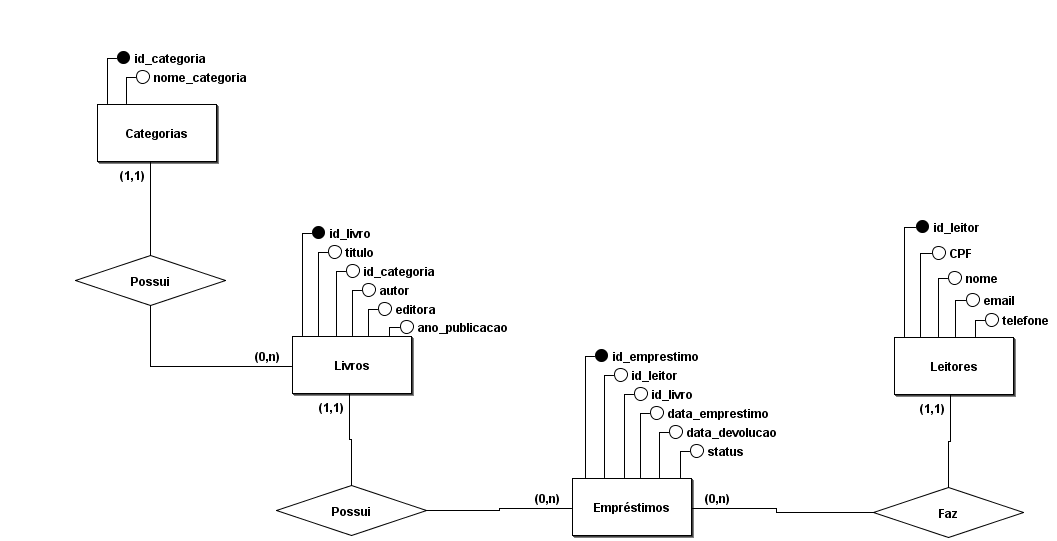 id_categoria
nome_categoria
Categorias
(1,1)
Possui
(0,n)
id_livro
titulo
id_categoria
autor
editora
ano_publicacao
Livros
(1,1)
Possui
(0,n)
id_emprestimo
id_leitor
id_livro
data_emprestimo
data_devolucao
status
Empréstimos
(0,n)
id_leitor
CPF
nome
email
telefone
Leitores
(1,1)
Faz